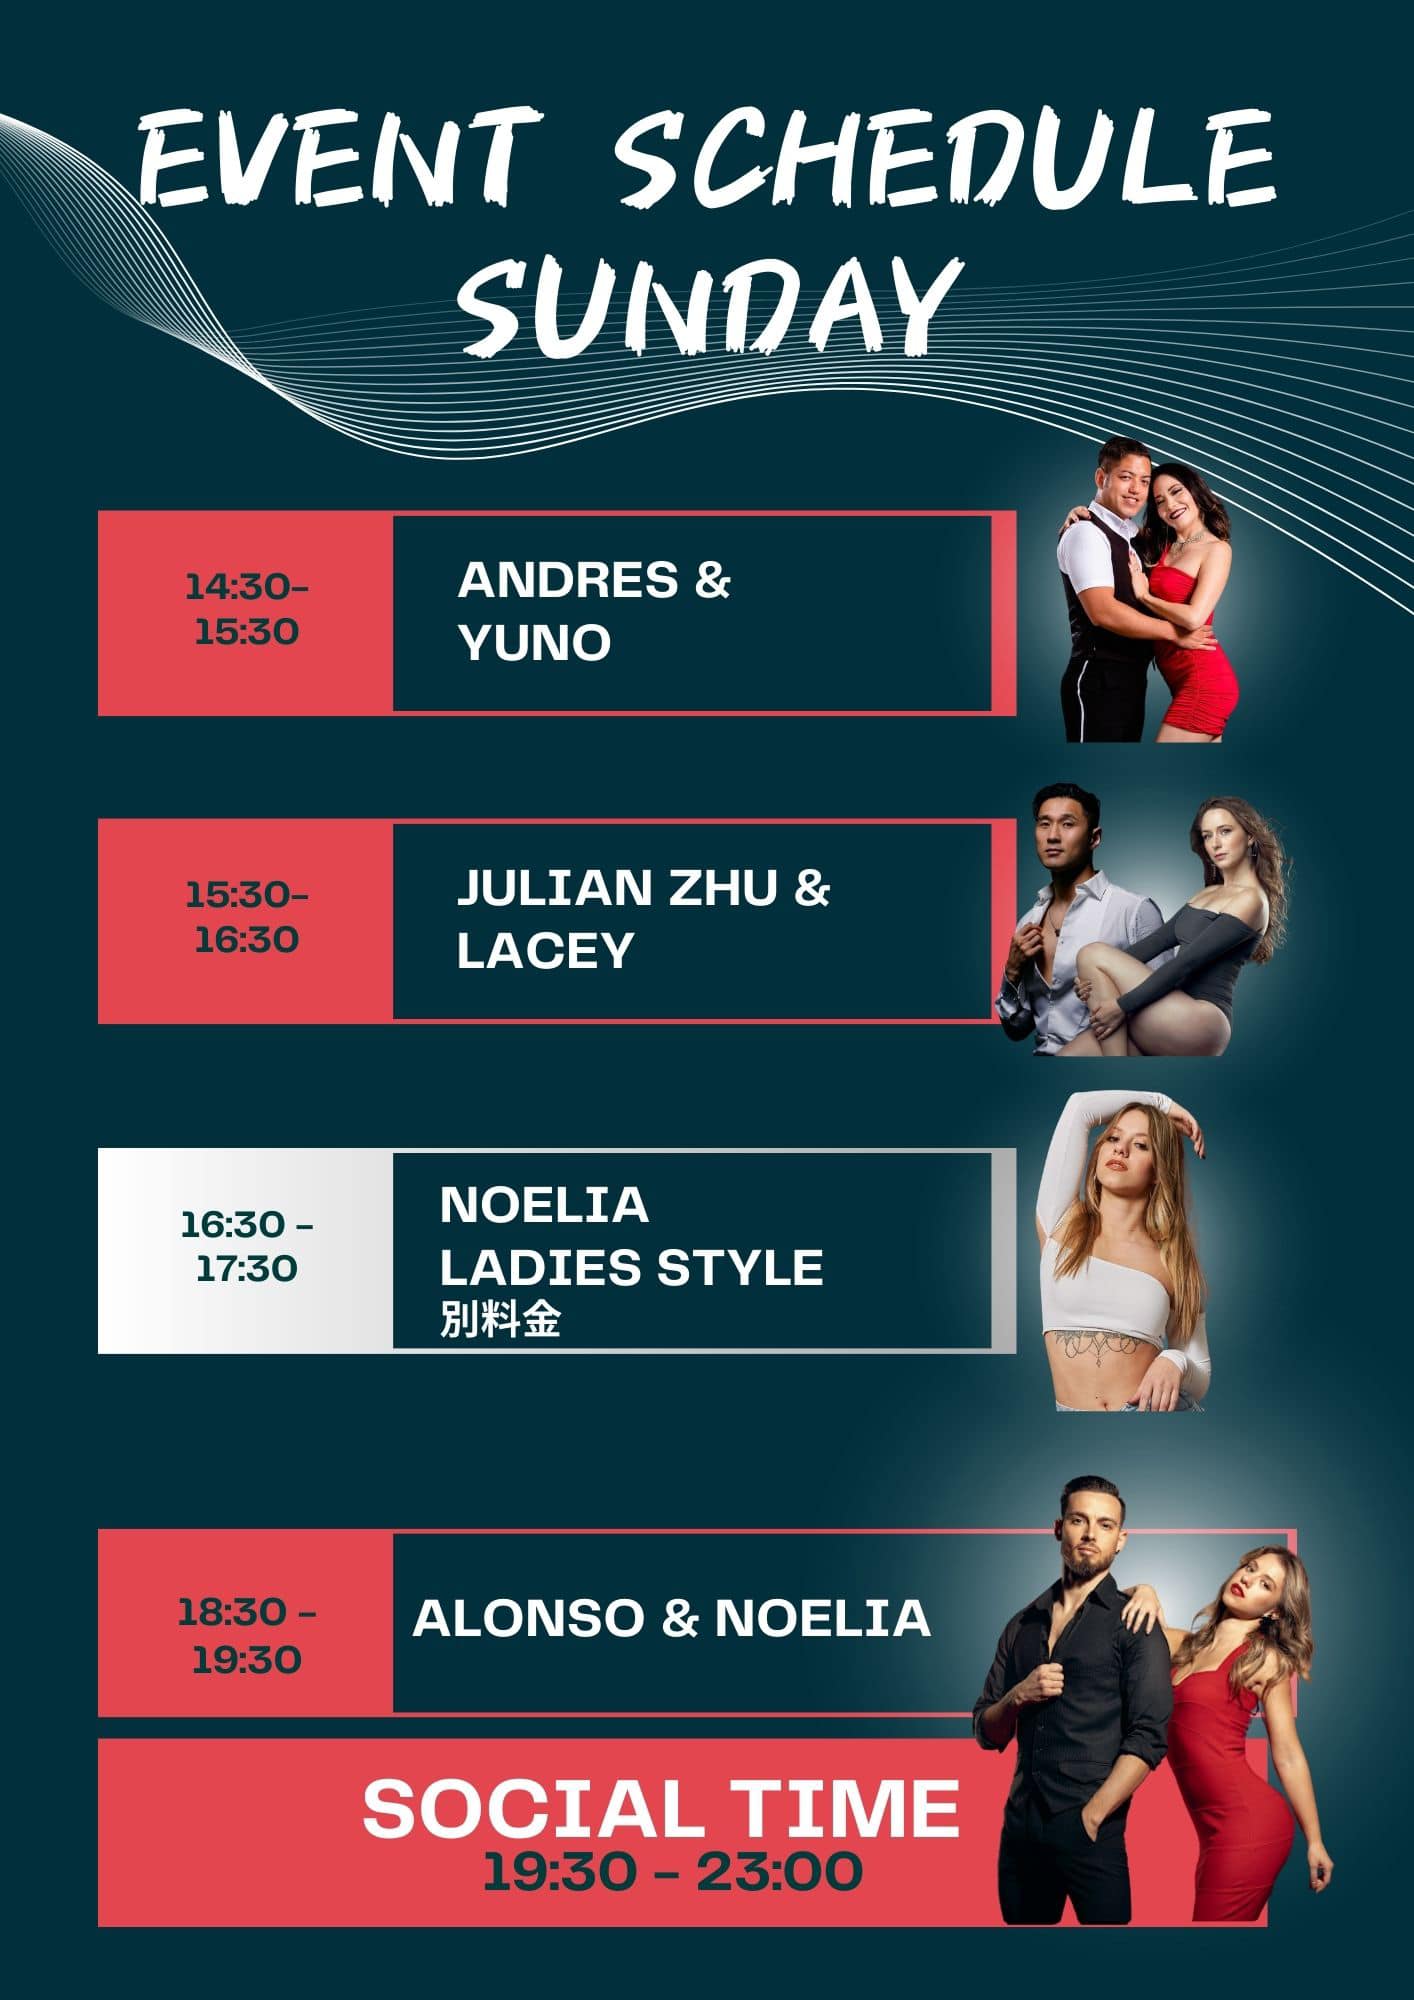 EVENT SCHEDULE
SUNDAY
14:30-
15:30
ANDRES &
YUNO
15:30-
16:30
JULIAN ZHU &
LACEY
16:30 -
17:30
NOELIA
LADIES STYLE
別料金
18:30 -
19:30
ALONSO & NOELIA
SOCIAL TIME
19:30 - 23:00